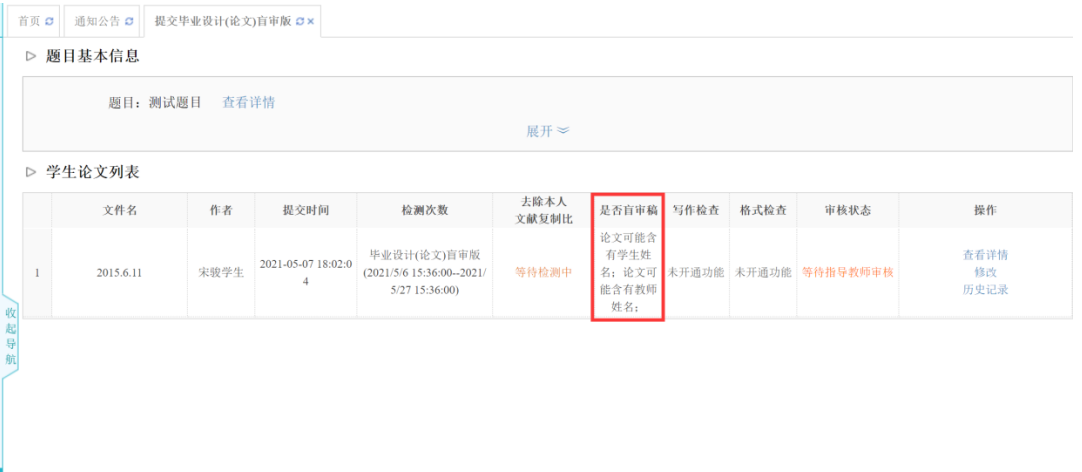 首页 通知公告 提交毕业设计(论文)盲审版
题目基本信息
题目：测试题目 查看详情
展开
学生论文列表
文件名 作者 提交时间 检测次数 去除本人 是否盲审稿 写作检查 格式检查 审核状态 操作
文献复制比
1 2015.6.11 宋骏学生 2021-05-07 18:02:0
4
毕业设计(论文)盲审版
(2021/5/6 15:36:00--2021/
5/27 15:36:00)
等待检测中
论文可能含
有学生姓
名；论文可
能含有教师
姓名；
未开通功能 未开通功能 等待指导教师审核
查看详情
修改
历史记录
收
起
导
航